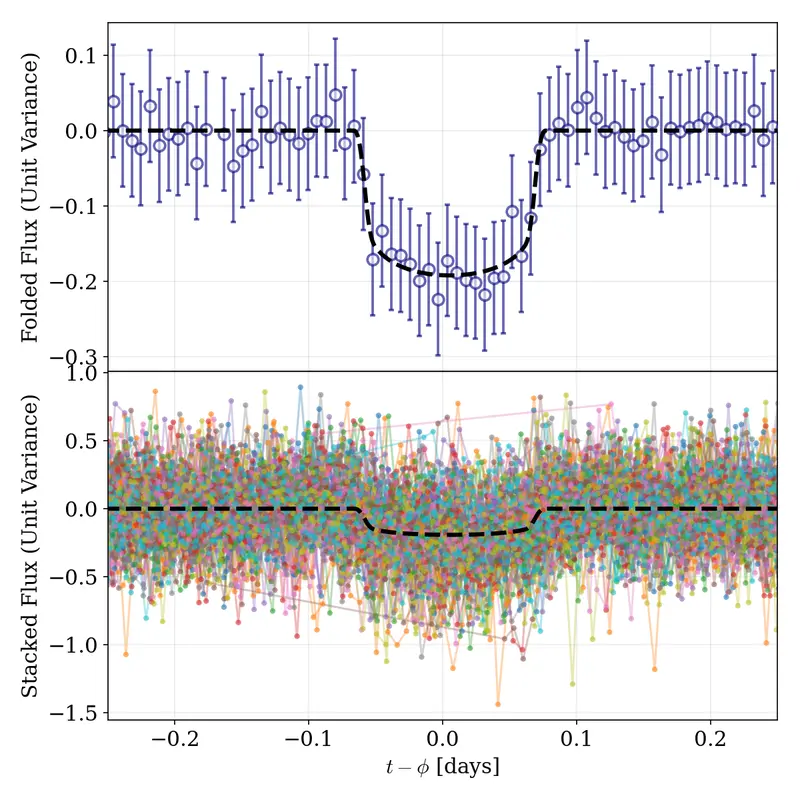 Folded Flux (Unit Variance)
0.1
0.0
−0.1
−0.2
−0.3
Stacked Flux (Unit Variance)
1.0
0.5
0.0
−0.5
−1.0
−1.5
−0.2 −0.1 0.0 0.1 0.2
t − ϕ [days]